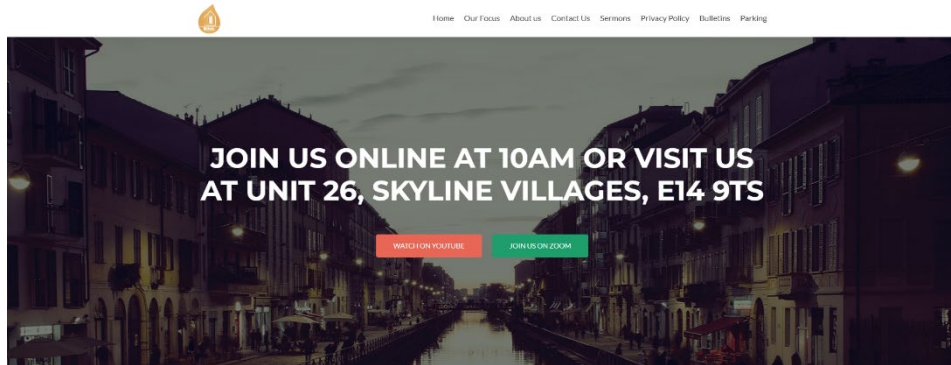 Home Our Focus About us Contact Us Sermons Privacy Policy Bulletins Parking
JOIN US ONLINE AT 10AM OR VISIT US
AT UNIT 26, SKYLINE VILLAGES, E14 9TS
WATCH ON YOUTUBE JOIN US ON ZOOM